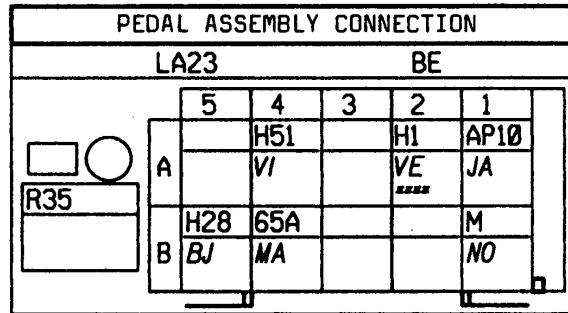 PEDAL ASSEMBLY CONNECTION
LA23 BE
5 4 3 2 1
H51 H1 AP10
A VI VE JA
R35
H28 65A M
B BJ MA NO